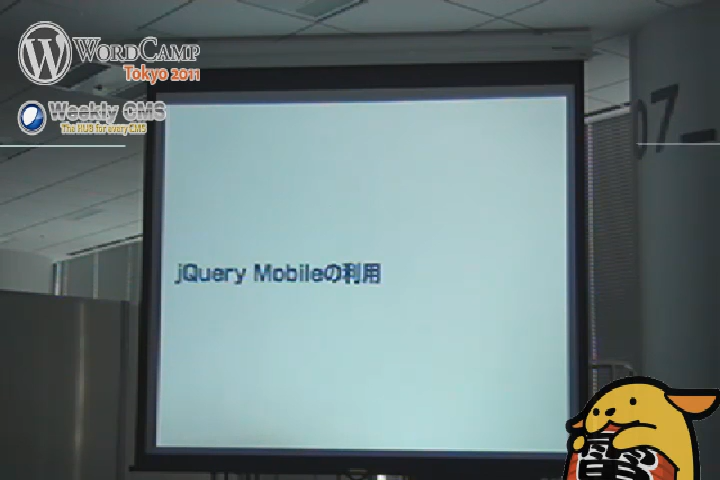 WORDCAMP
Tokyo 2011
Weekly CMS
The HUB for every CMS
07
jQuery Mobileの利用